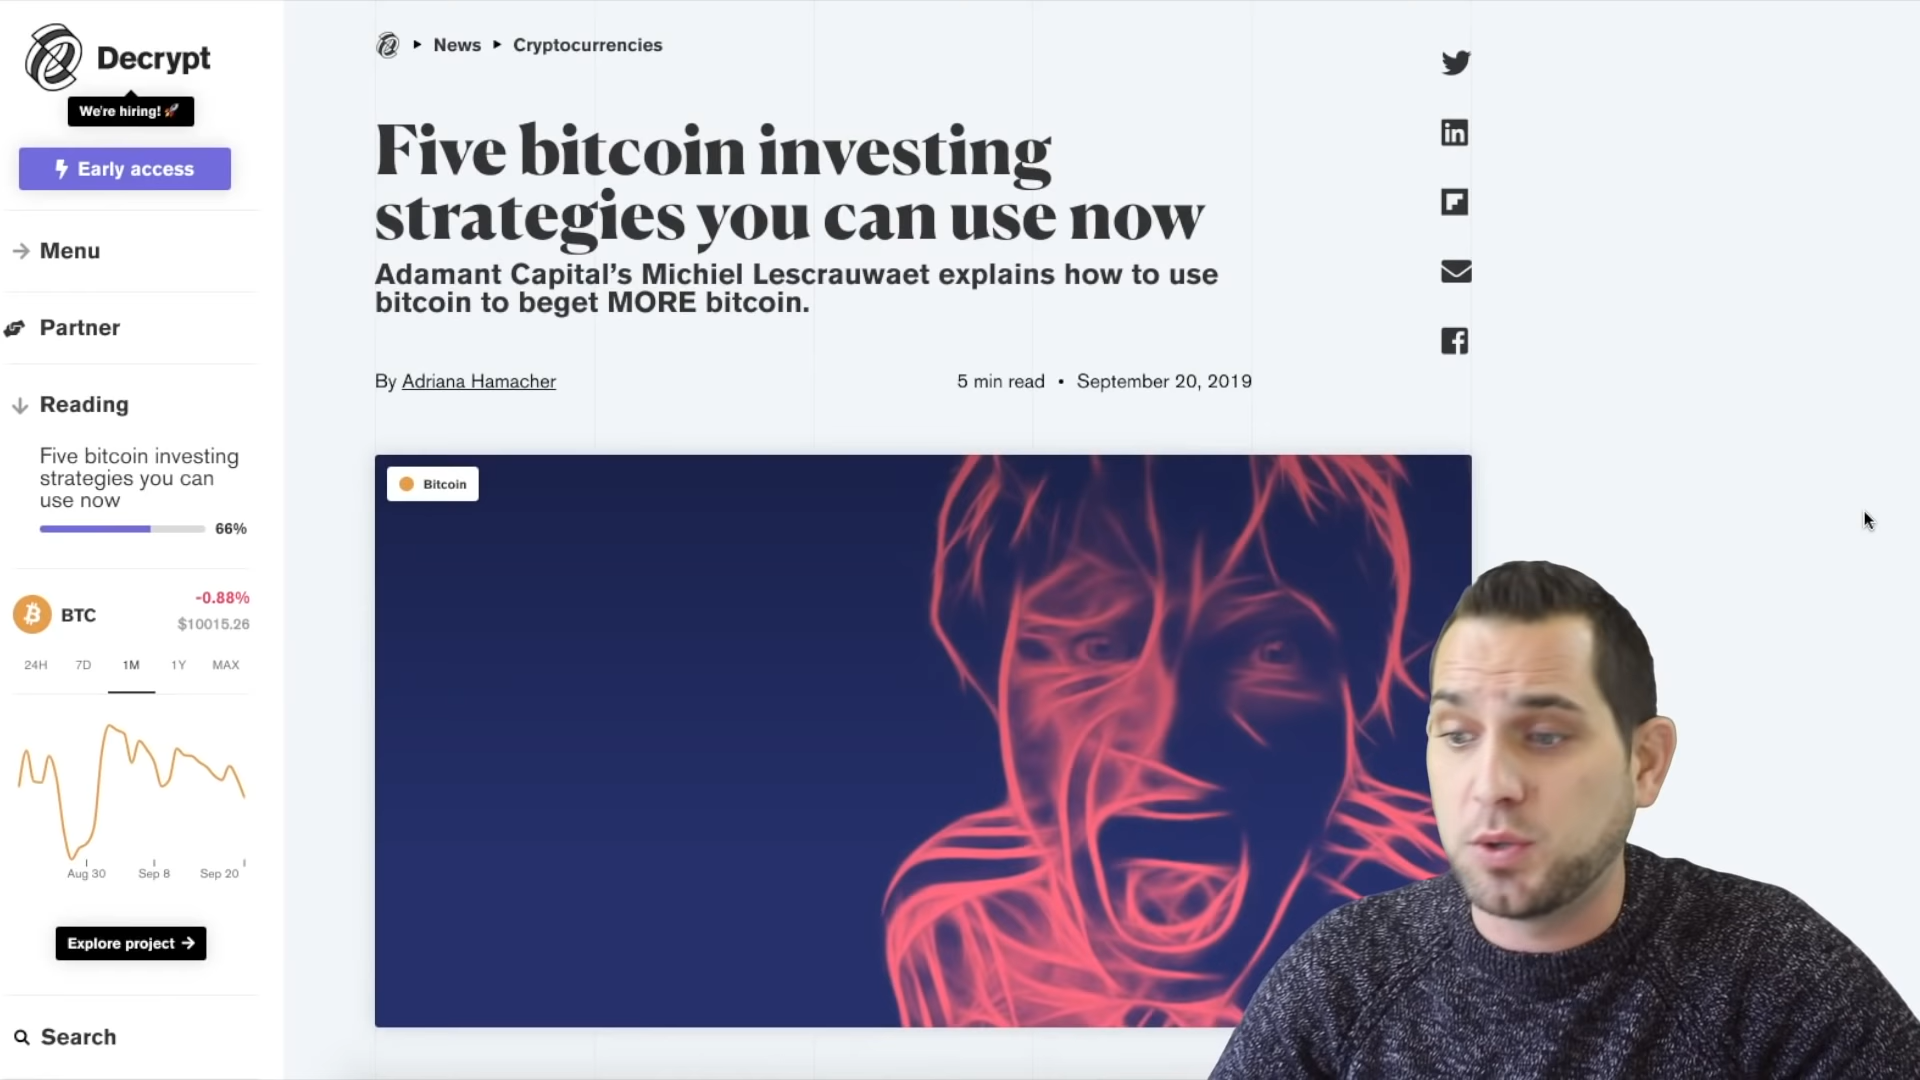 Decrypt
We're hiring! 🚀
Early access
Menu
Partner
Reading
Five bitcoin investing
strategies you can
use now
66%
BTC
-0.88%
$10015.26
24H 7D 1M 1Y MAX
Aug 30 Sep 8 Sep 20
Explore project →
Search
News ▸ Cryptocurrencies
Five bitcoin investing
strategies you can use now
Adamant Capital’s Michiel Lescrauwaet explains how to use
bitcoin to beget MORE bitcoin.
By Adriana Hamacher
5 min read • September 20, 2019
Bitcoin